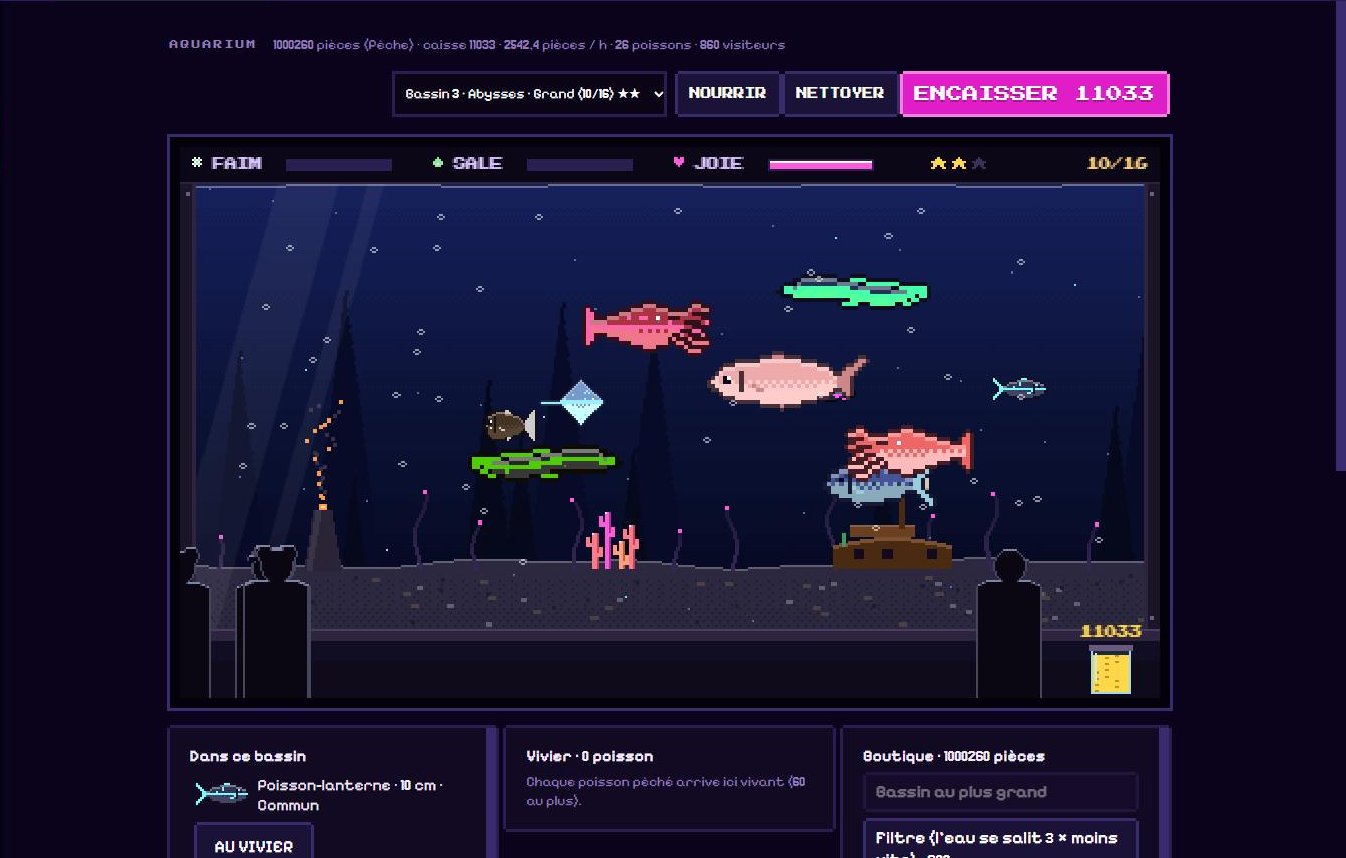 AQUARIUM 1000260 pièces (Pêche) · caisse 11033 · 2542,4 pièces / h · 26 poissons · 860 visiteurs
Bassin 3 · Abysses · Grand (10/16) ★★ NOURRIR NETTOYER ENCAISSER 11033
FAIM SALE JOIE 10/16
11033
Dans ce bassin
Poisson-lanterne · 10 cm ·
Commun
AU VIVIER
Vivier · 0 poisson
Chaque poisson pêché arrive ici vivant (60
au plus).
Boutique · 1000260 pièces
Bassin au plus grand
Filtre (l'eau se salit 3 × moins